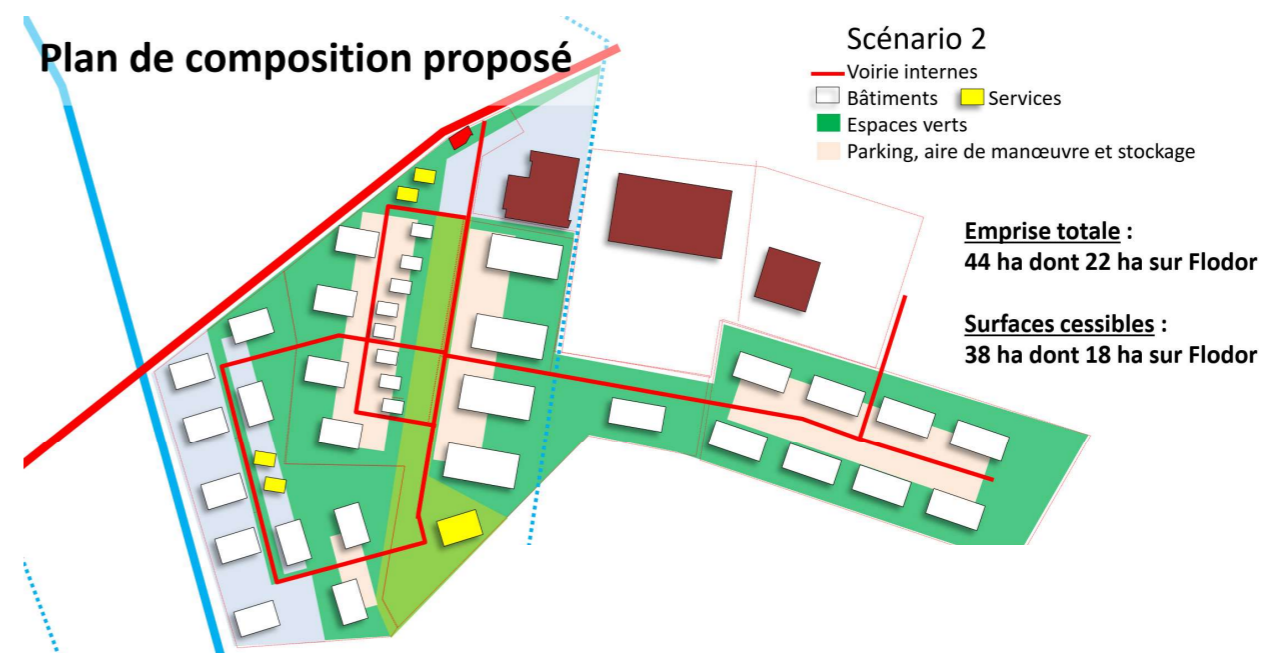 Plan de composition proposé
Scénario 2
Voirie internes
Bâtiments Services
Espaces verts
Parking, aire de manœuvre et stockage
Emprise totale :
44 ha dont 22 ha sur Flodor
Surfaces cessibles :
38 ha dont 18 ha sur Flodor